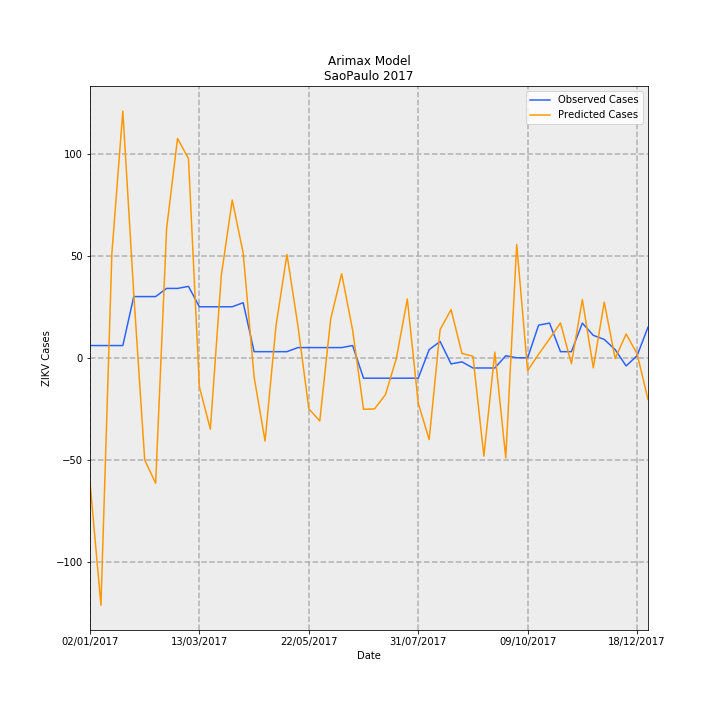 Arimax Model
SaoPaulo 2017
Observed Cases
Predicted Cases
ZIKV Cases
100
50
0
−50
−100
02/01/2017 13/03/2017 22/05/2017 31/07/2017 09/10/2017 18/12/2017
Date